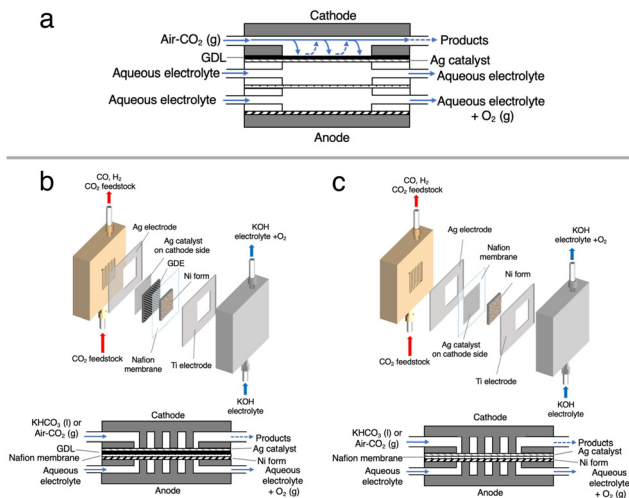 a
Cathode
Air-CO₂ (g)
Products
GDL
Ag catalyst
Aqueous electrolyte
Aqueous electrolyte
Aqueous electrolyte
Aqueous electrolyte
+ O₂ (g)
Anode
b
CO, H₂
CO₂ feedstock
Ag electrode
Ag catalyst
on cathode side
GDE
Ni form
KOH
electrolyte +O₂
CO₂ feedstock
Nafion
membrane
Ti electrode
KOH
electrolyte
Cathode
KHCO₃ (l) or
Air-CO₂ (g)
Products
Ag catalyst
GDL
Nafion membrane
Ni form
Aqueous
electrolyte
Aqueous
electrolyte
+ O₂ (g)
Anode
c
CO, H₂
CO₂ feedstock
Ag electrode
Nafion
membrane
Ni form
KOH
electrolyte +O₂
CO₂ feedstock
Ag catalyst
on cathode side
Ti electrode
KOH
electrolyte
Cathode
KHCO₃ (l) or
Air-CO₂ (g)
Products
Ag catalyst
Nafion membrane
Ni form
Aqueous
electrolyte
Aqueous
electrolyte
+ O₂ (g)
Anode